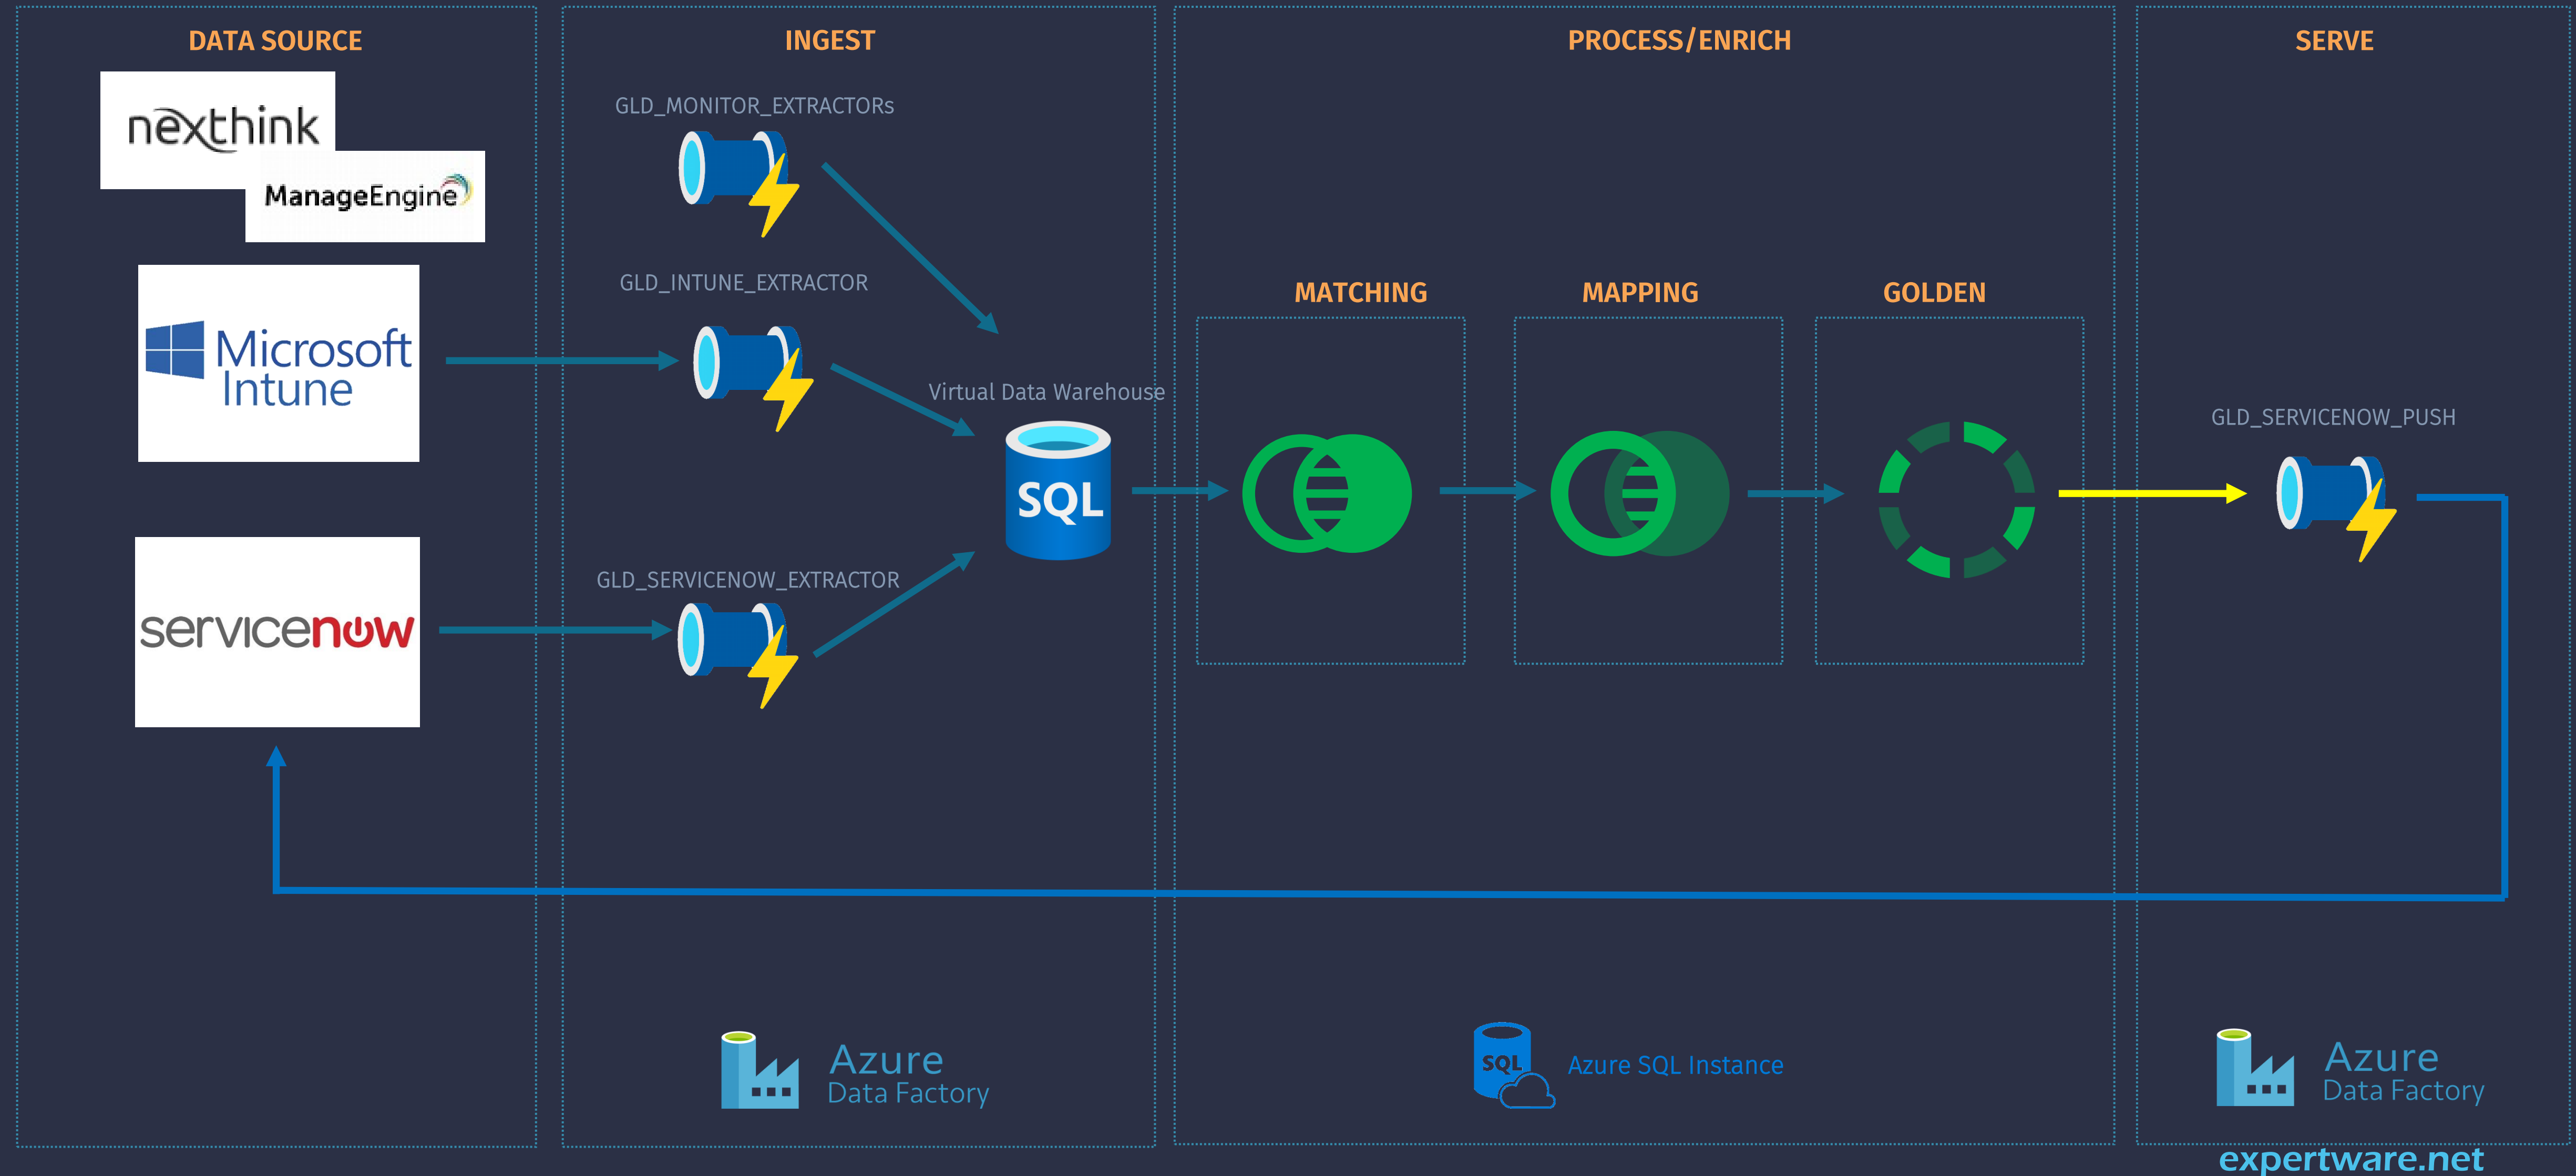 DATA SOURCE
nexthink
ManageEngine
Microsoft
Intune
servicenow
INGEST
GLD_MONITOR_EXTRACTORs
GLD_INTUNE_EXTRACTOR
Virtual Data Warehouse
SQL
GLD_SERVICENOW_EXTRACTOR
Azure
Data Factory
PROCESS/ENRICH
MATCHING
MAPPING
GOLDEN
SQL
Azure SQL Instance
SERVE
GLD_SERVICENOW_PUSH
Azure
Data Factory
expertware.net